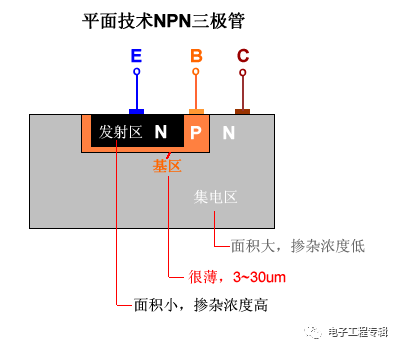 平面技术NPN三极管
E B C
发射区 N P N
基区
集电区
面积大，掺杂浓度低
很薄，3~30um
面积小，掺杂浓度高
电子工程专辑